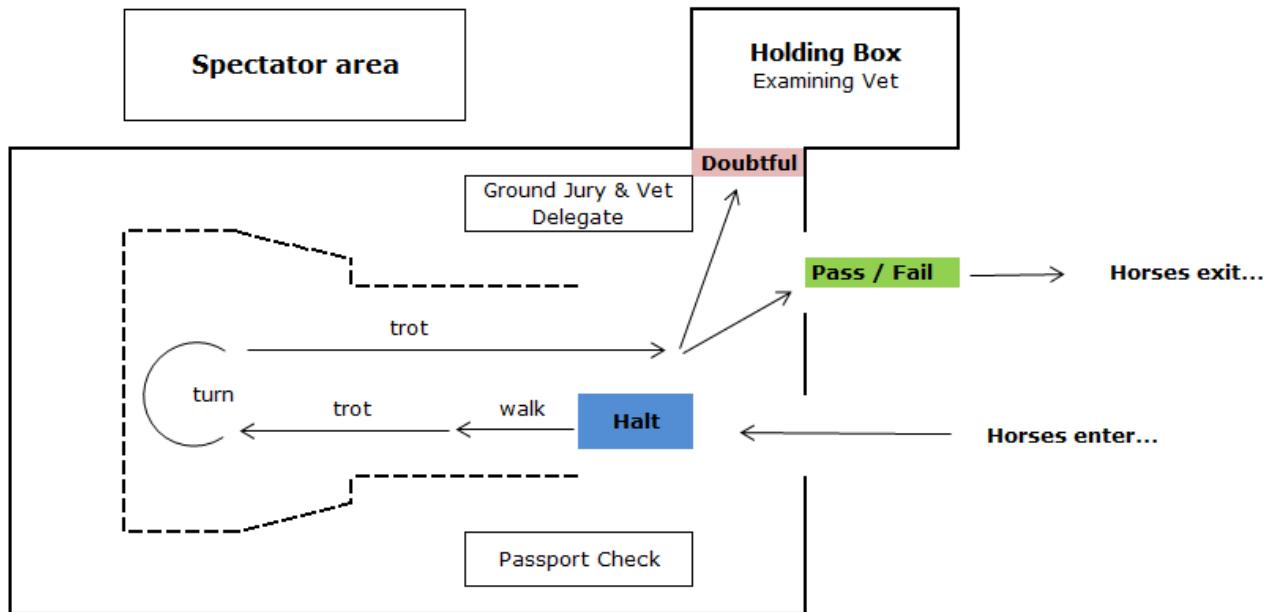 Spectator area
Holding Box
Examining Vet
Doubtful
Ground Jury & Vet
Delegate
Pass / Fail
Horses exit...
trot
turn
trot
walk
Halt
Horses enter...
Passport Check